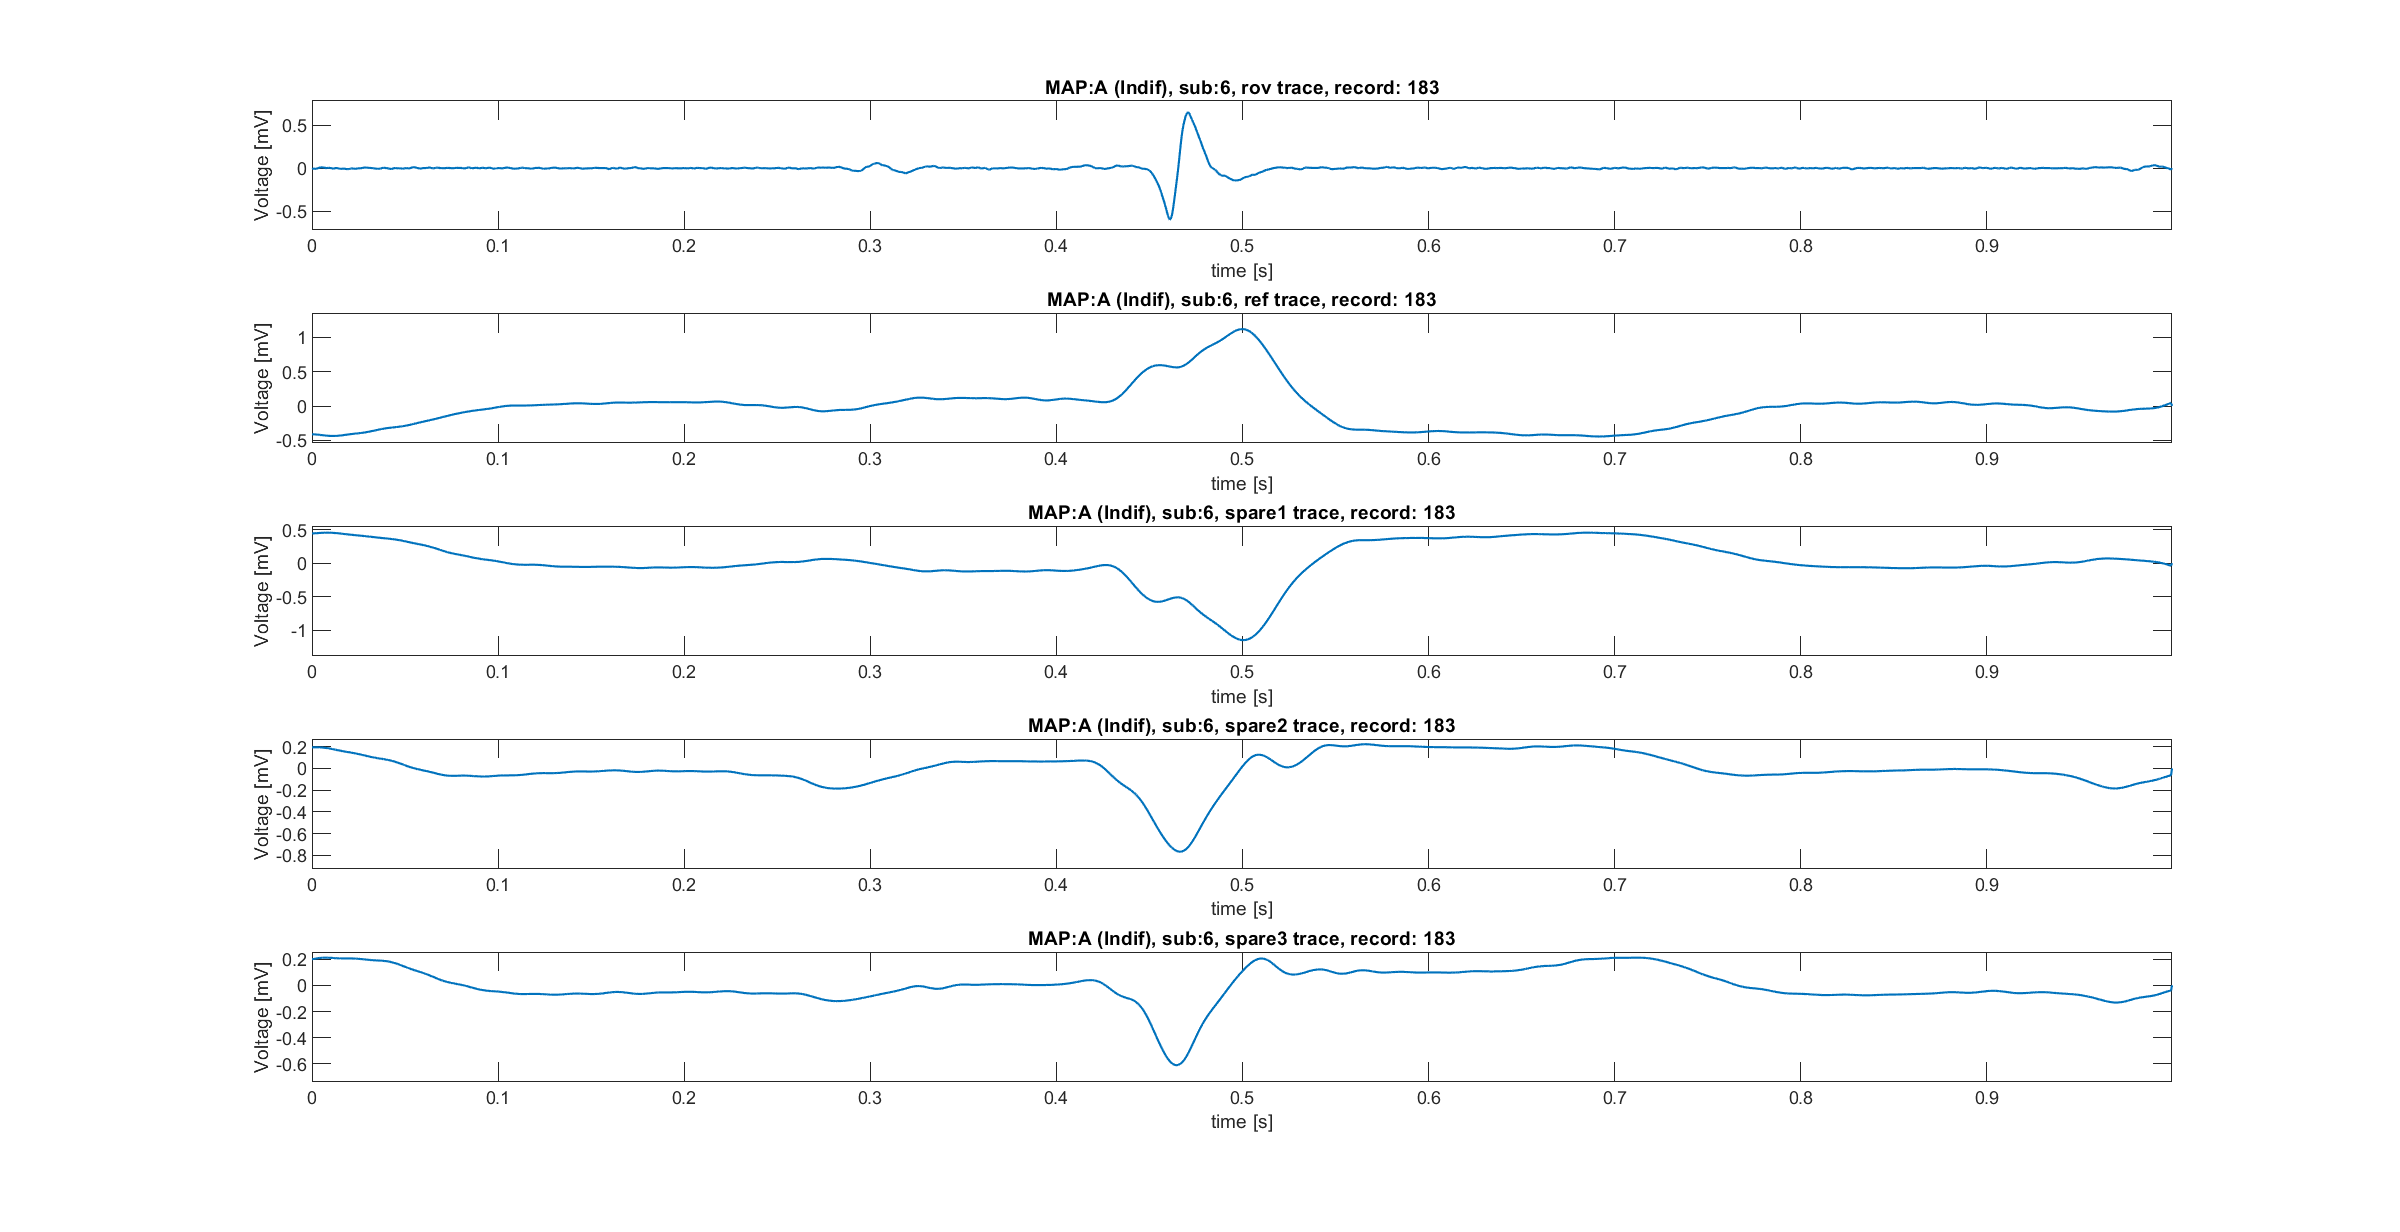 MAP:A (Indif), sub:6, rov trace, record: 183
Voltage [mV]
0.5
0
-0.5
0 0.1 0.2 0.3 0.4 0.5 0.6 0.7 0.8 0.9
time [s]
MAP:A (Indif), sub:6, ref trace, record: 183
Voltage [mV]
1
0.5
0
-0.5
0 0.1 0.2 0.3 0.4 0.5 0.6 0.7 0.8 0.9
time [s]
MAP:A (Indif), sub:6, spare1 trace, record: 183
Voltage [mV]
0.5
0
-0.5
-1
0 0.1 0.2 0.3 0.4 0.5 0.6 0.7 0.8 0.9
time [s]
MAP:A (Indif), sub:6, spare2 trace, record: 183
Voltage [mV]
0.2
0
-0.2
-0.4
-0.6
-0.8
0 0.1 0.2 0.3 0.4 0.5 0.6 0.7 0.8 0.9
time [s]
MAP:A (Indif), sub:6, spare3 trace, record: 183
Voltage [mV]
0.2
0
-0.2
-0.4
-0.6
0 0.1 0.2 0.3 0.4 0.5 0.6 0.7 0.8 0.9
time [s]